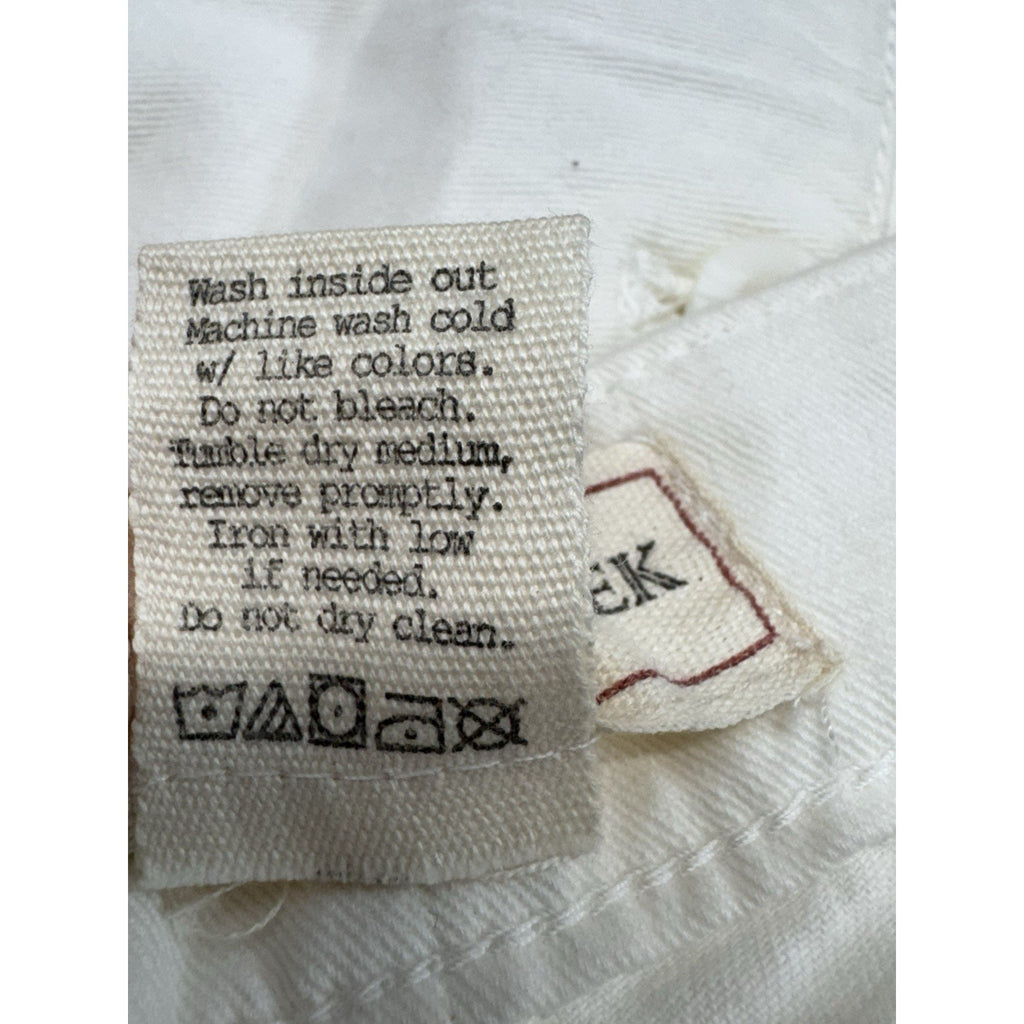 Wash inside out
Machine wash cold
w/ like colors.
Do not bleach.
Tumble dry medium,
remove promptly.
Iron with low
if needed.
Do not dry clean.
EK